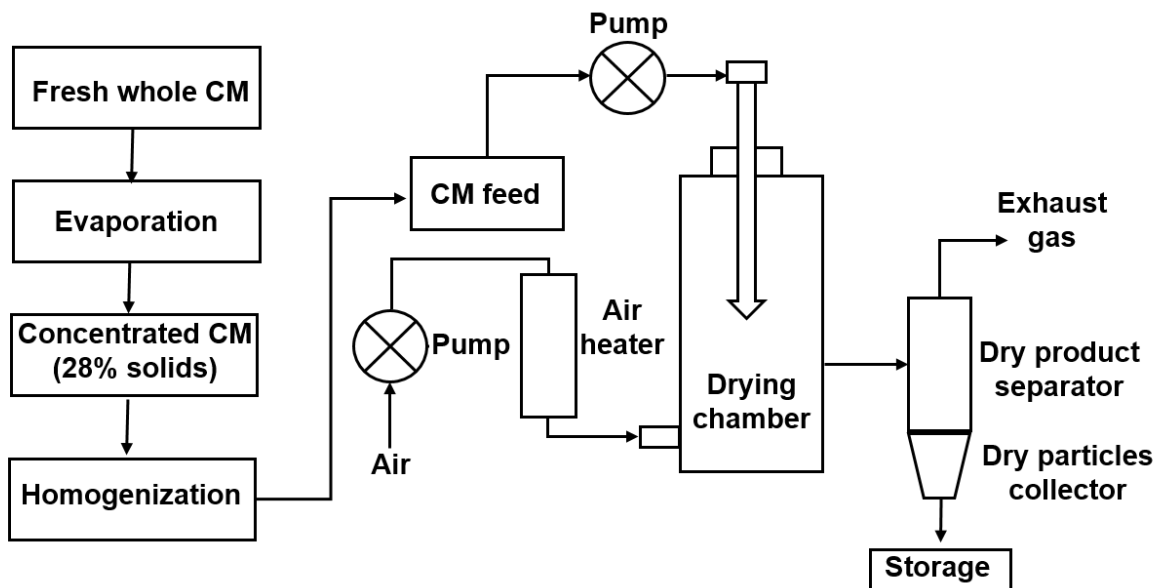 Fresh whole CM
Evaporation
Concentrated CM
(28% solids)
Homogenization
CM feed
Pump
Air
Pump
Air
heater
Drying
chamber
Exhaust
gas
Dry product
separator
Dry particles
collector
Storage